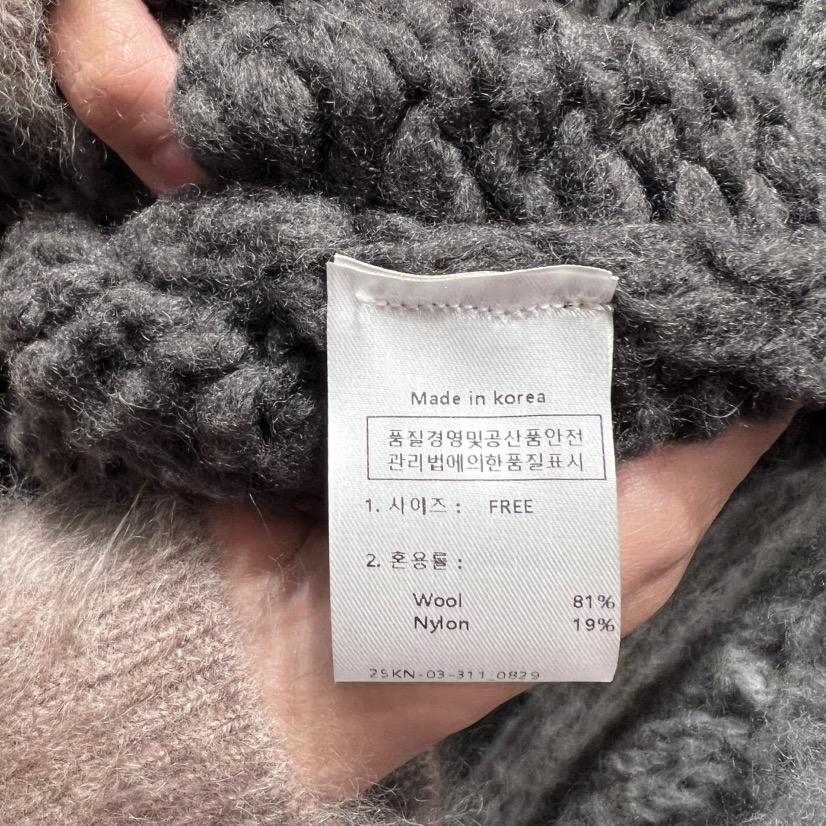 Made in korea
품질경영및공산품안전
관리법에의한품질표시
1. 사이즈 : FREE
2. 혼용률 :
Wool 81%
Nylon 19%
2SKN-03-311_0829